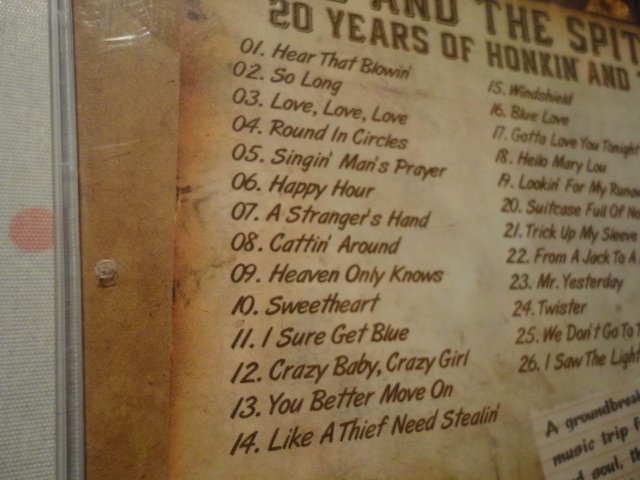 AND THE SPIT
20 YEARS OF HONKIN' AND
01. Hear That Blowin'
02. So Long
03. Love, Love, Love
04. Round In Circles
05. Singin' Man's Prayer
06. Happy Hour
07. A Stranger's Hand
08. Cattin' Around
09. Heaven Only Knows
10. Sweetheart
11. I Sure Get Blue
12. Crazy Baby, Crazy Girl
13. You Better Move On
14. Like A Thief Need Stealin'
15. Windshield
16. Blue Love
17. Gotta Love You Tonight
18. Hello Mary Lou
19. Lookin' For My Runa
20. Suitcase Full Of
21. Trick Up My Sleeve
22. From A Jack To A
23. Mr. Yesterday
24. Twister
25. We Don't Go To
26. I Saw The Light
A groundbreak
music trip f
soul, th